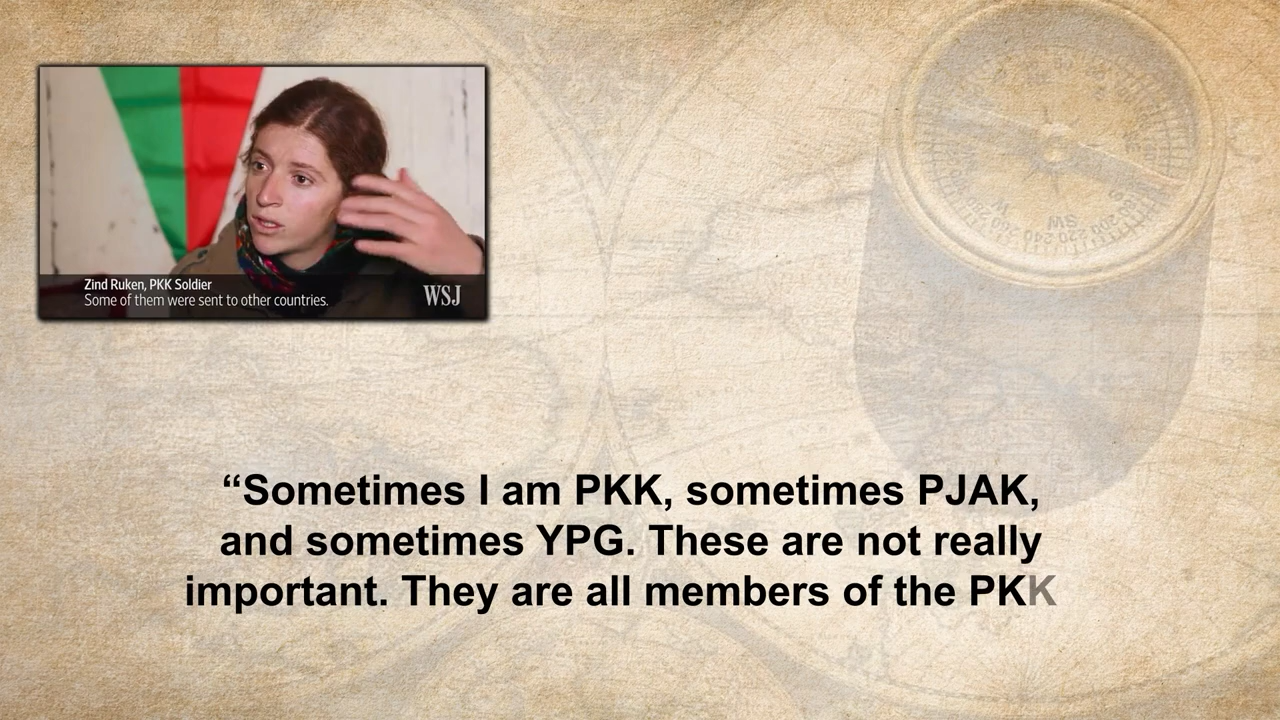 Zind Ruken, PKK Soldier
Some of them were sent to other countries.
WSJ
“Sometimes I am PKK, sometimes PJAK,
and sometimes YPG. These are not really
important. They are all members of the PKK